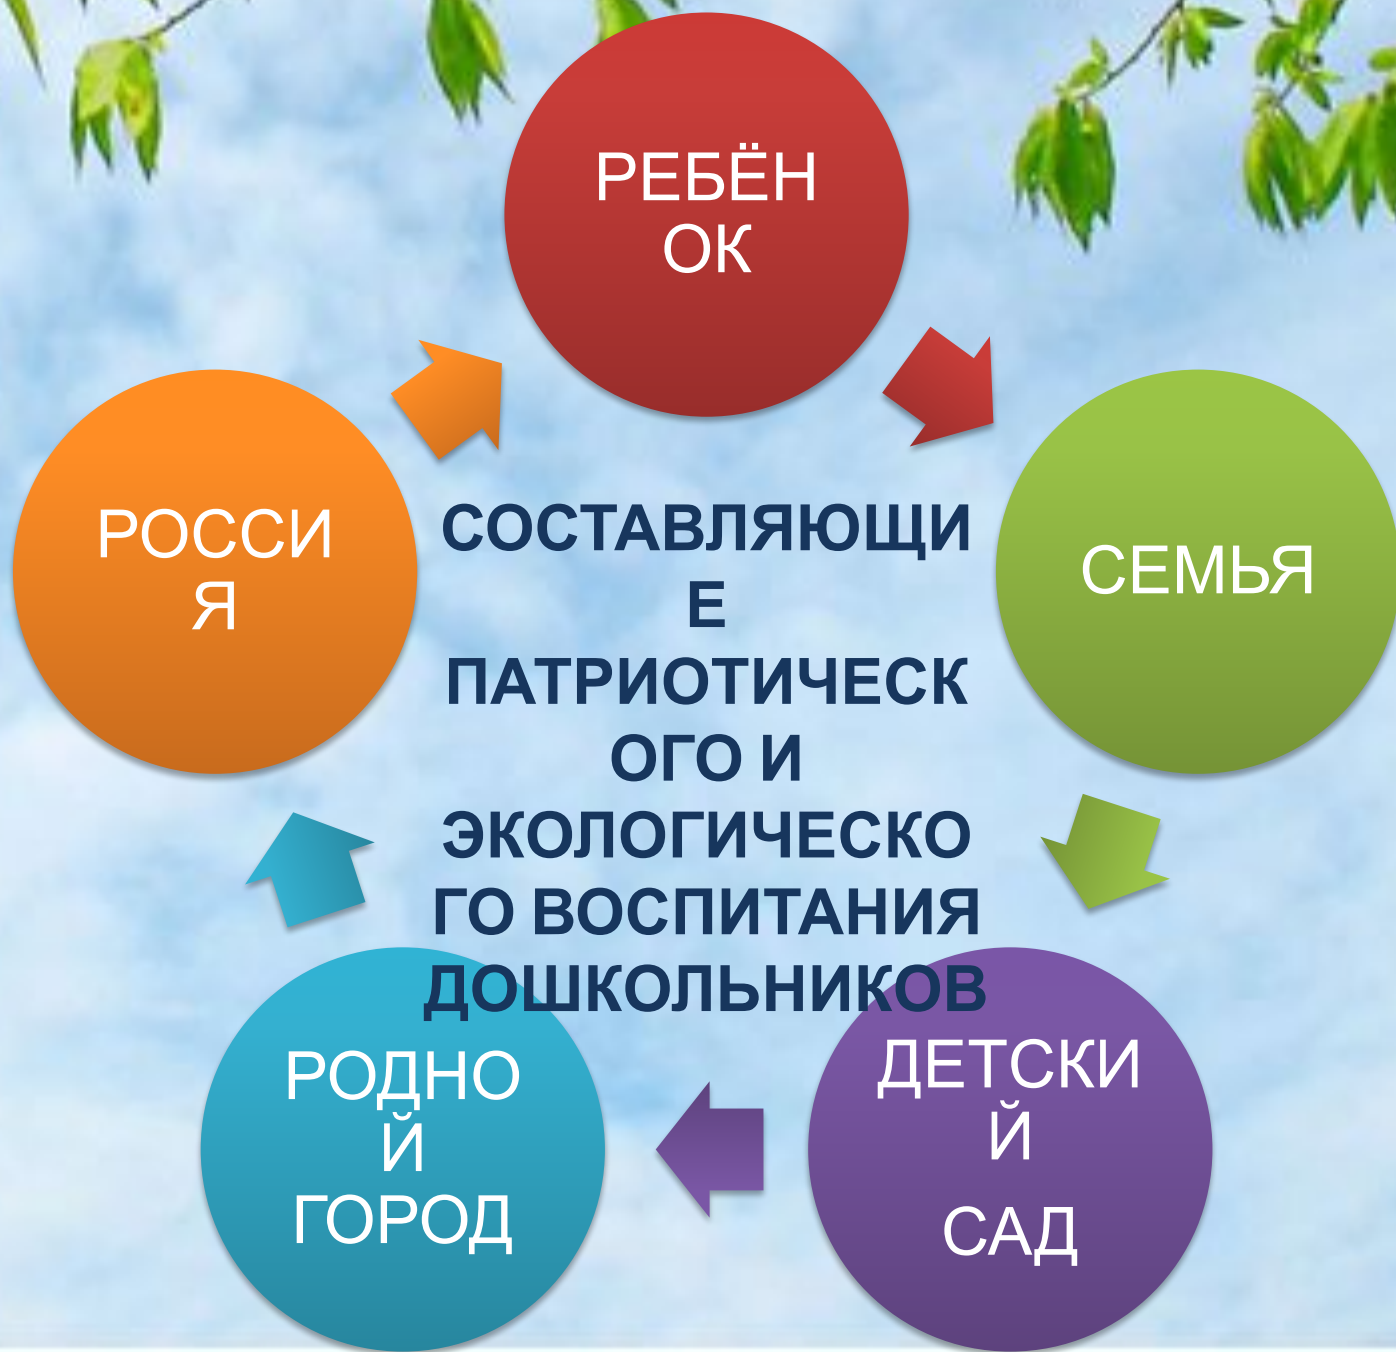 РЕБЁН
ОК
СЕМЬЯ
ДЕТСКИ
Й
САД
РОДНО
Й
ГОРОД
РОССИ
Я
СОСТАВЛЯЮЩИ
Е
ПАТРИОТИЧЕСК
ОГО И
ЭКОЛОГИЧЕСКО
ГО ВОСПИТАНИЯ
ДОШКОЛЬНИКОВ